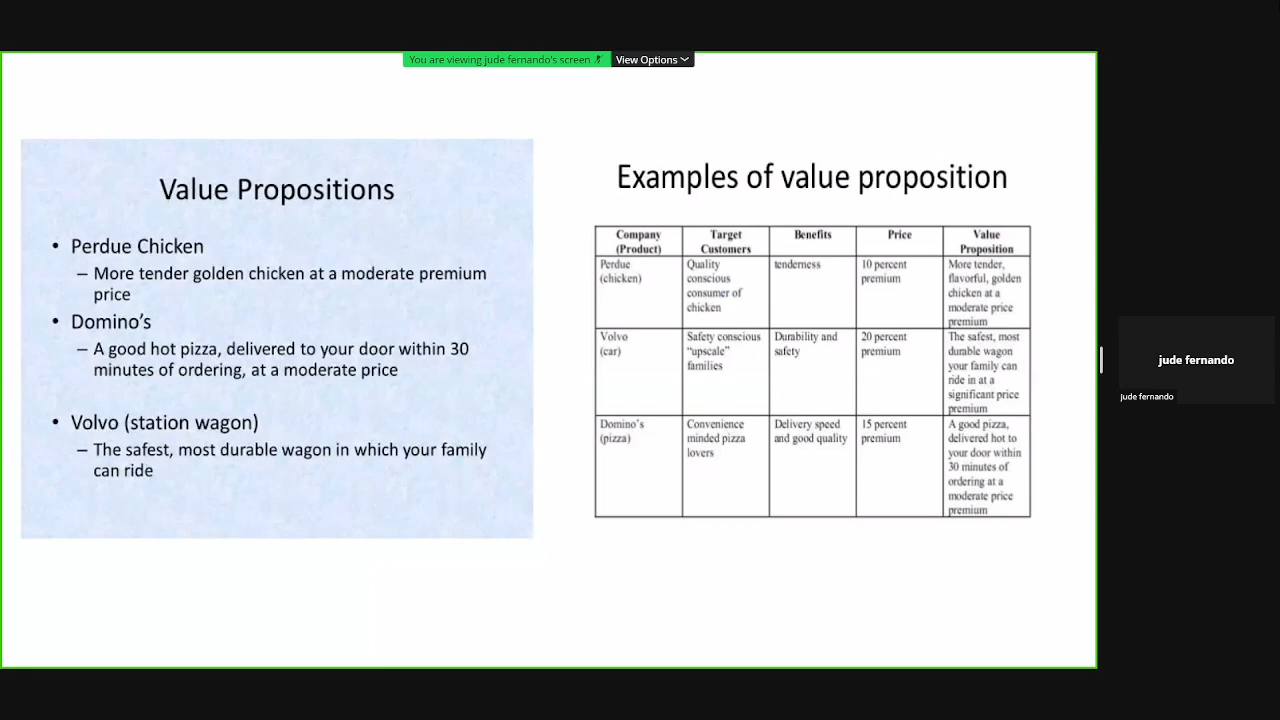 You are viewing jude fernando's screen
View Options
Value Propositions
• Perdue Chicken
– More tender golden chicken at a moderate premium
price
• Domino's
– A good hot pizza, delivered to your door within 30
minutes of ordering, at a moderate price
• Volvo (station wagon)
– The safest, most durable wagon in which your family
can ride
Examples of value proposition
Company
(Product)
Target
Customers
Benefits
Price
Value
Proposition
Perdue
(chicken)
Quality
conscious
consumer of
chicken
tenderness
10 percent
premium
More tender,
flavorful, golden
chicken at a
moderate price
premium
Volvo
(car)
Safety conscious
"upscale"
families
Durability and
safety
20 percent
premium
The safest, most
durable wagon
your family can
ride in at a
significant price
premium
Domino's
(pizza)
Convenience
minded pizza
lovers
Delivery speed
and good quality
15 percent
premium
A good pizza,
delivered hot to
your door within
30 minutes of
ordering at a
moderate price
premium
jude fernando
jude fernando